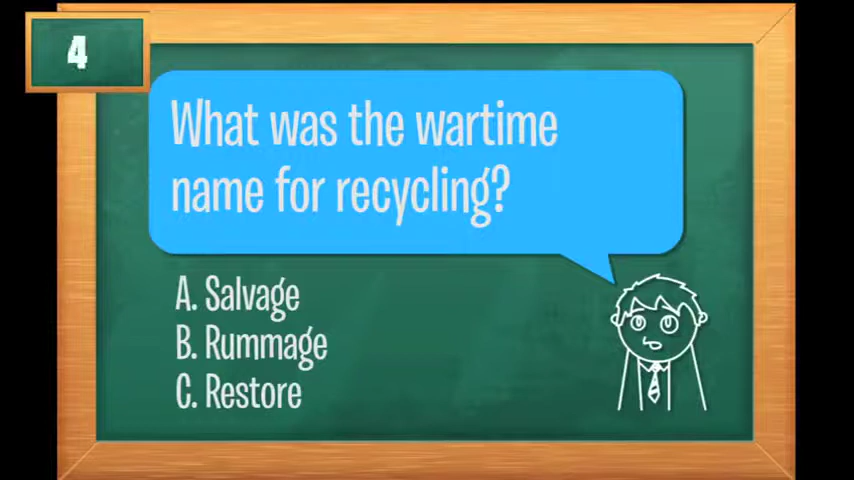 4
What was the wartime
name for recycling?
A. Salvage
B. Rummage
C. Restore